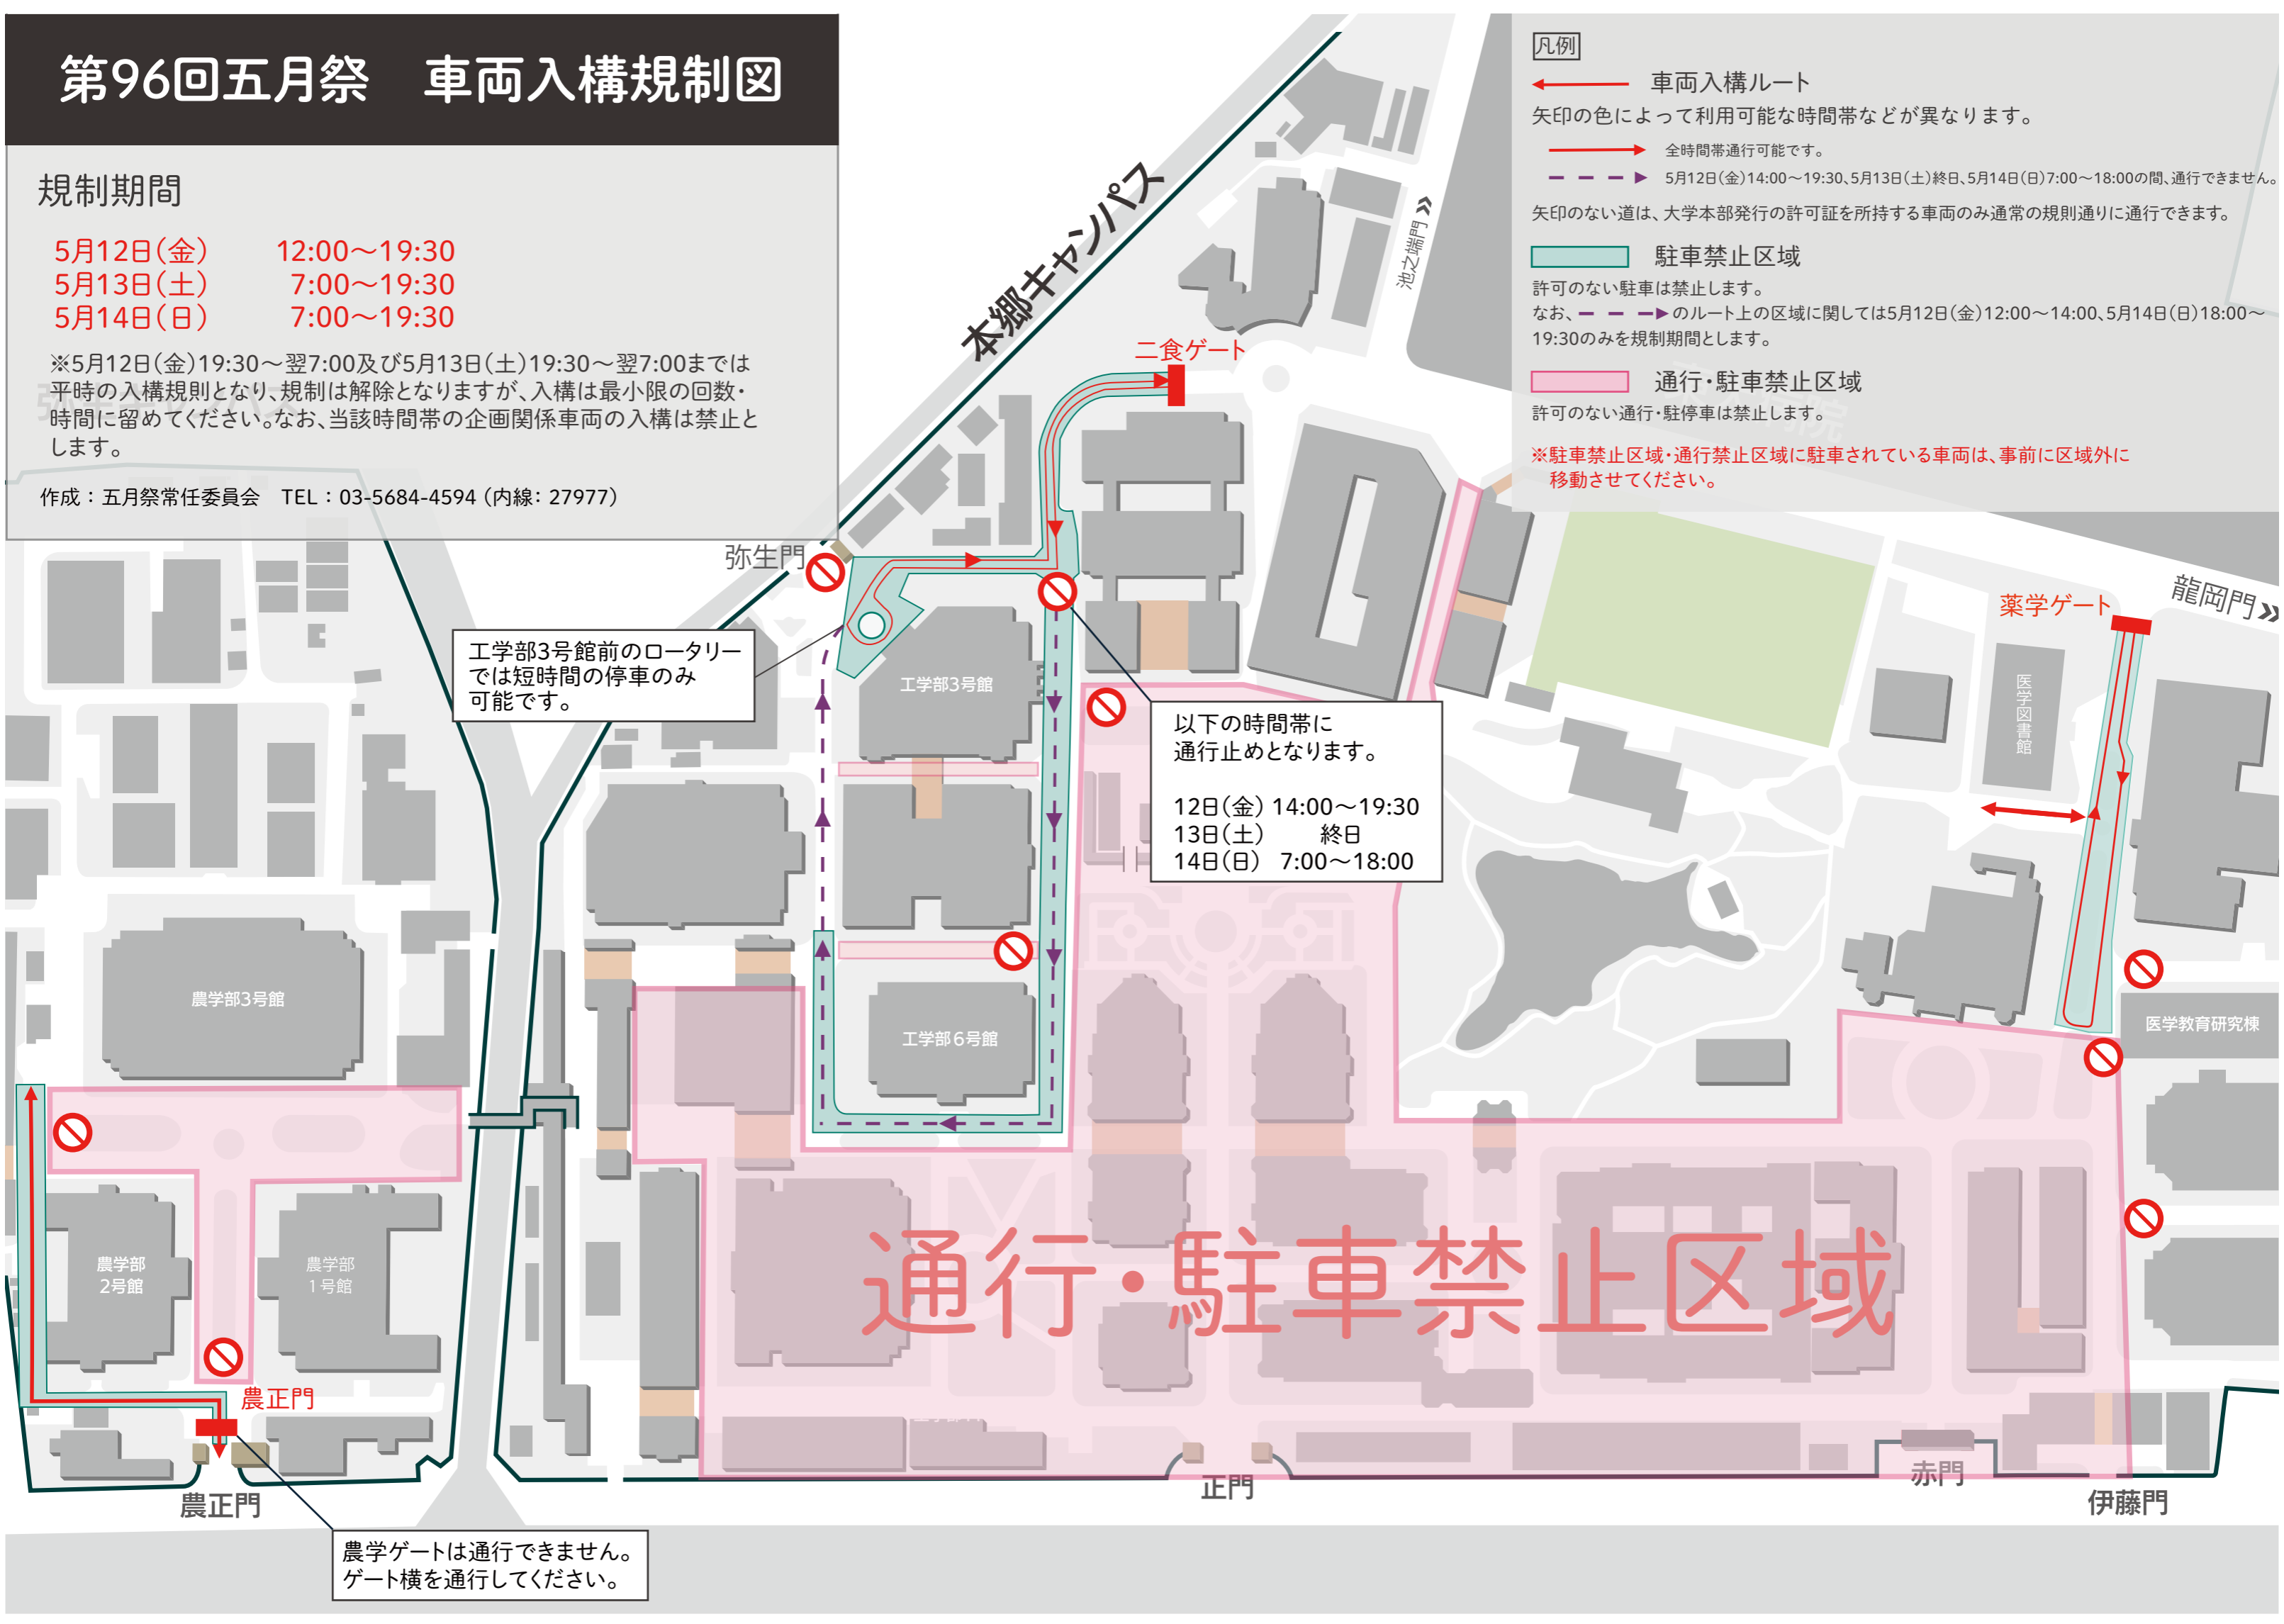 第96回五月祭　車両入構規制図
規制期間
5月12日(金)　12:00～19:30
5月13日(土)　7:00～19:30
5月14日(日)　7:00～19:30
※5月12日(金)19:30～翌7:00及び5月13日(土)19:30～翌7:00までは
平時の入構規則となり、規制は解除となりますが、入構は最小限の回数・
時間に留めてください。なお、当該時間帯の企画関係車両の入構は禁止と
します。
作成：五月祭常任委員会　TEL：03-5684-4594（内線：27977）
凡例
車両入構ルート
矢印の色によって利用可能な時間帯などが異なります。
全時間帯通行可能です。
5月12日(金)14:00～19:30、5月13日(土)終日、5月14日(日)7:00～18:00の間、通行できません。
矢印のない道は、大学本部発行の許可証を所持する車両のみ通常の規則通りに通行できます。
駐車禁止区域
許可のない駐車は禁止します。
なお、のルート上の区域に関しては5月12日(金)12:00～14:00、5月14日(日)18:00～
19:30のみを規制期間とします。
通行・駐車禁止区域
許可のない通行・駐停車は禁止します。
※駐車禁止区域・通行禁止区域に駐車されている車両は、事前に区域外に
移動させてください。
本郷キャンパス
池之端門
二食ゲート
弥生門
龍岡門
薬学ゲート
工学部3号館前のロータリー
では短時間の停車のみ
可能です。
工学部3号館
医学図書館
以下の時間帯に
通行止めとなります。
12日(金) 14:00～19:30
13日(土)　終日
14日(日)　7:00～18:00
農学部3号館
工学部6号館
医学教育研究棟
農学部
2号館
農学部
1号館
通行・駐車禁止区域
農正門
農正門
正門
赤門
伊藤門
農学ゲートは通行できません。
ゲート横を通行してください。